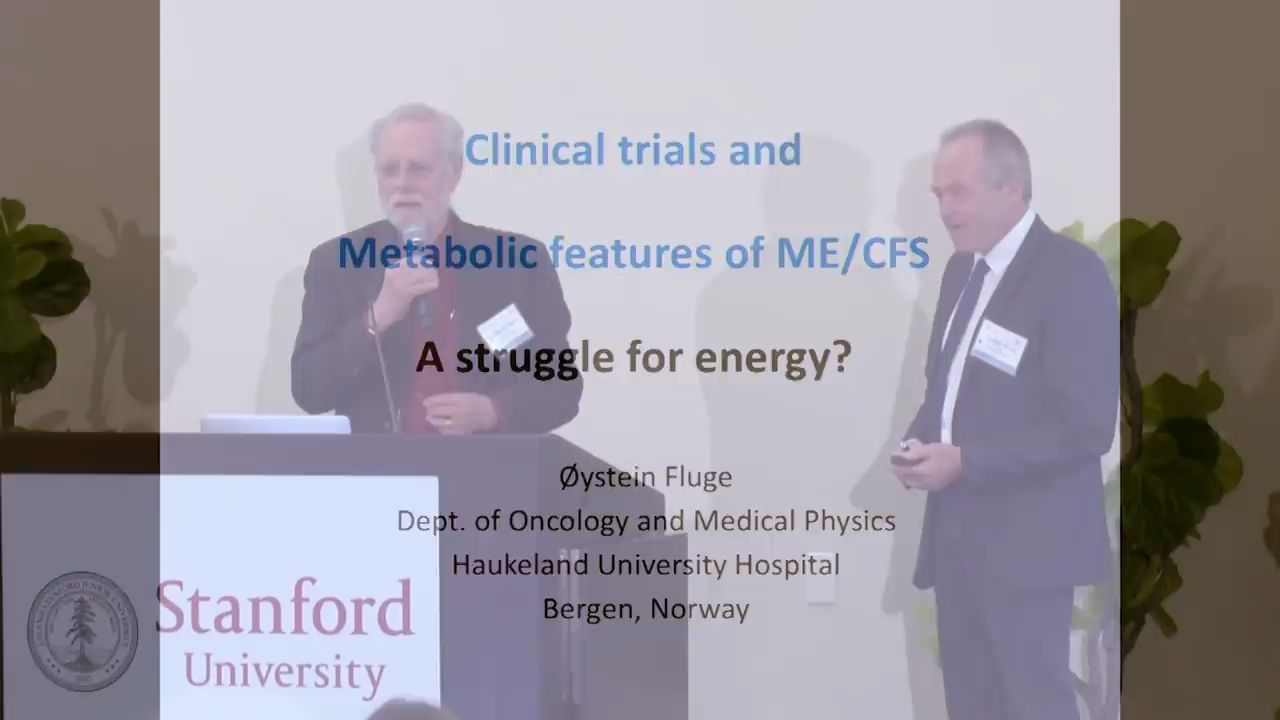 Clinical trials and
Metabolic features of ME/CFS
A struggle for energy?
Øystein Fluge
Dept. of Oncology and Medical Physics
Haukeland University Hospital
Bergen, Norway
Stanford
University